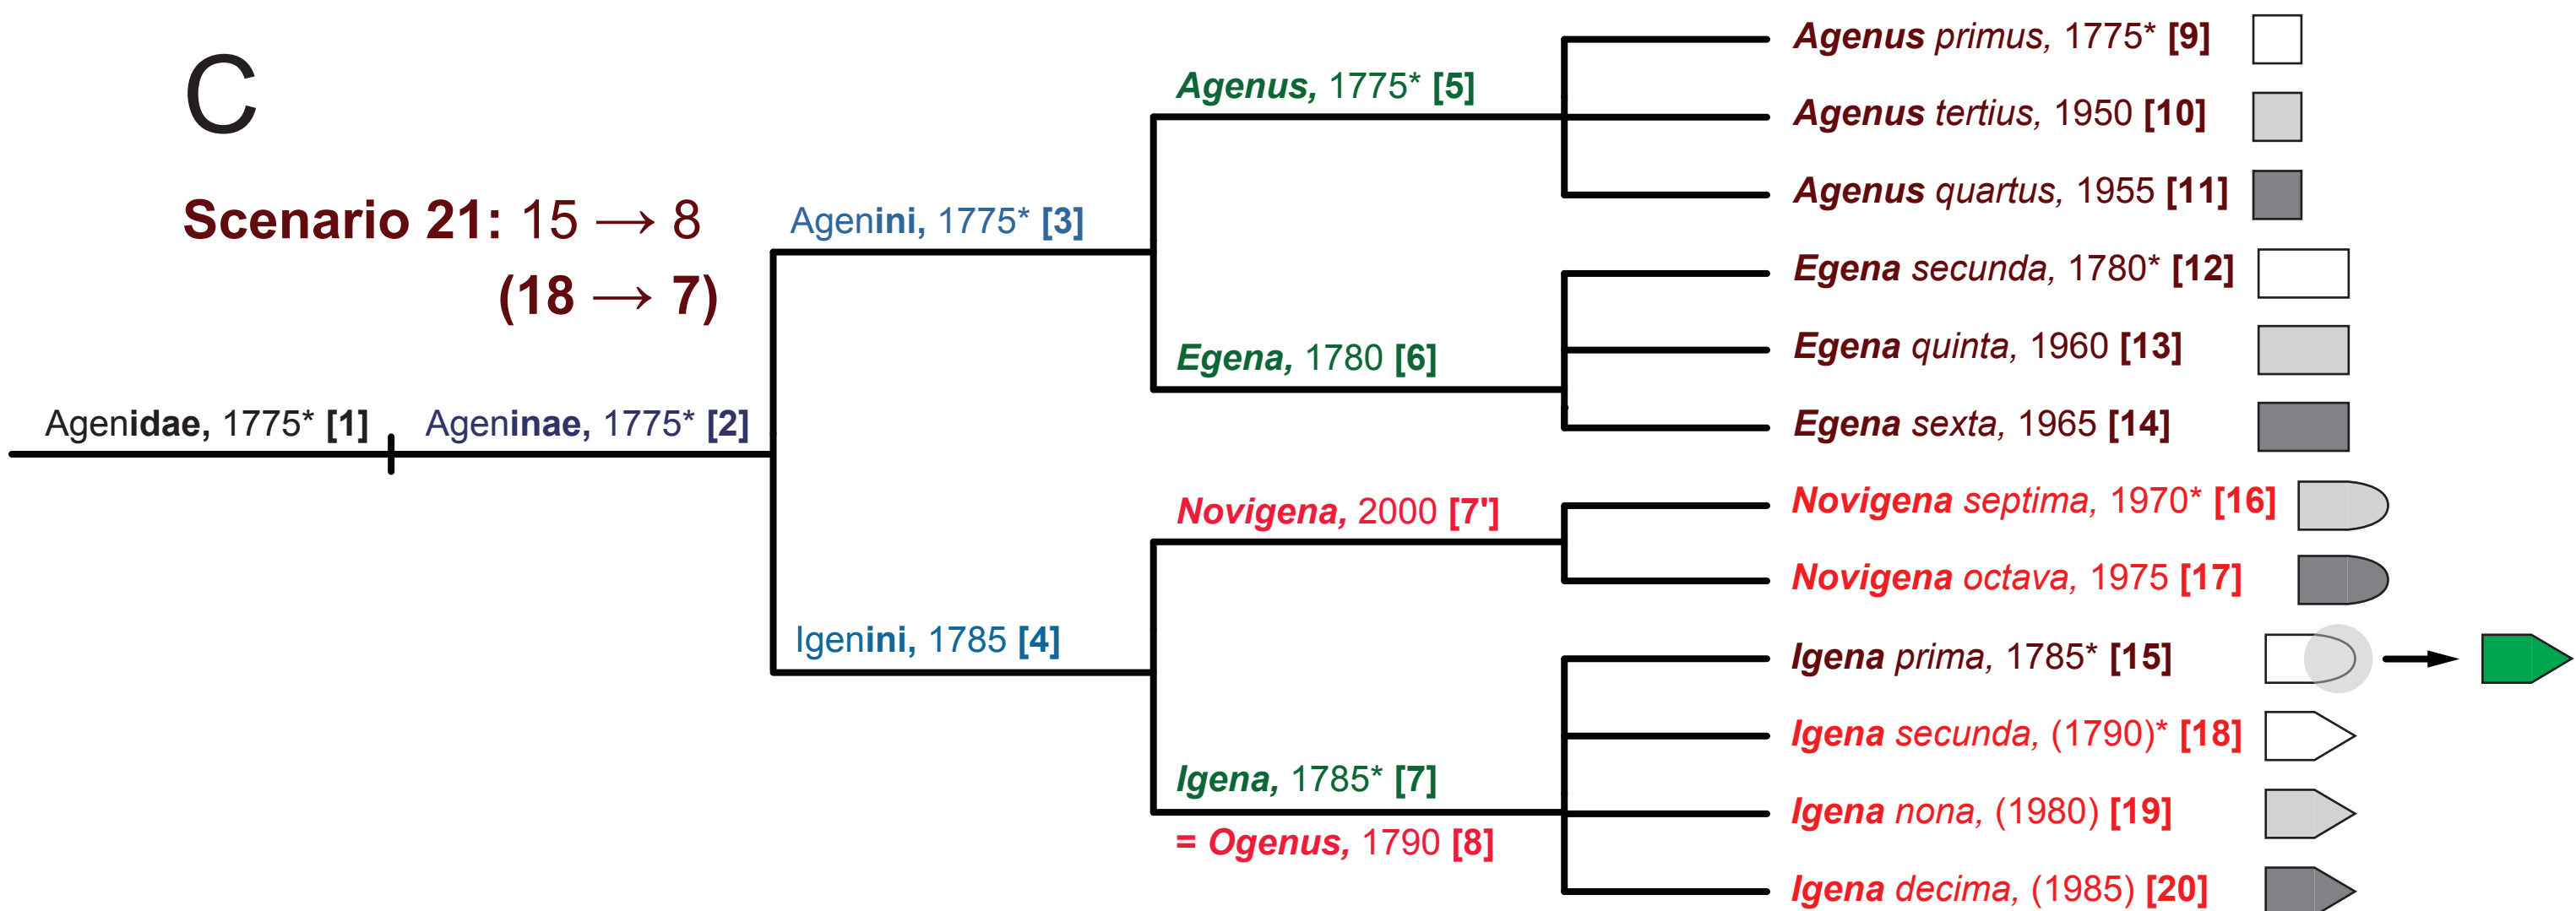 C
Scenario 21: 15 → 8
(18 → 7)
Agenidae, 1775* [1]
Ageninae, 1775* [2]
Agenini, 1775* [3]
Igenini, 1785 [4]
Agenus, 1775* [5]
Egena, 1780 [6]
Novigena, 2000 [7']
Igena, 1785* [7]
= Ogenus, 1790 [8]
Agenus primus, 1775* [9]
Agenus tertius, 1950 [10]
Agenus quartus, 1955 [11]
Egena secunda, 1780* [12]
Egena quinta, 1960 [13]
Egena sexta, 1965 [14]
Novigena septima, 1970* [16]
Novigena octava, 1975 [17]
Igena prima, 1785* [15]
Igena secunda, (1790)* [18]
Igena nona, (1980) [19]
Igena decima, (1985) [20]